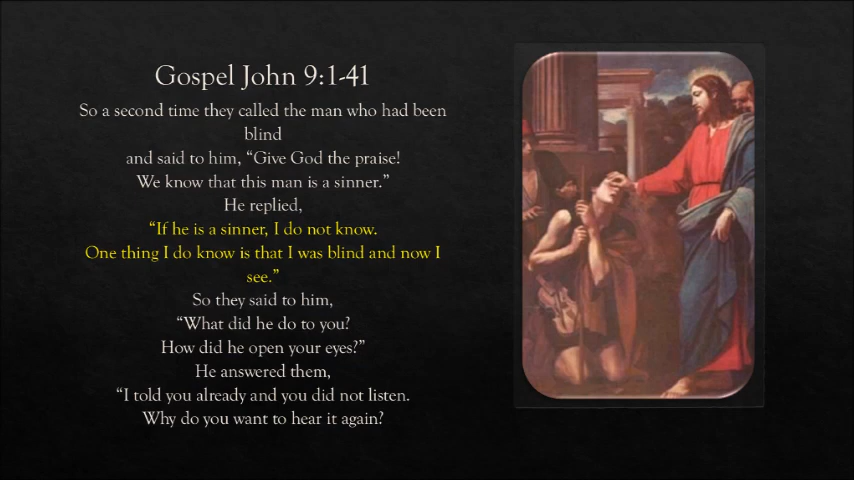 Gospel John 9:1-41
So a second time they called the man who had been
blind
and said to him, “Give God the praise!
We know that this man is a sinner.”
He replied,
“If he is a sinner, I do not know.
One thing I do know is that I was blind and now I
see.”
So they said to him,
“What did he do to you?
How did he open your eyes?”
He answered them,
“I told you already and you did not listen.
Why do you want to hear it again?